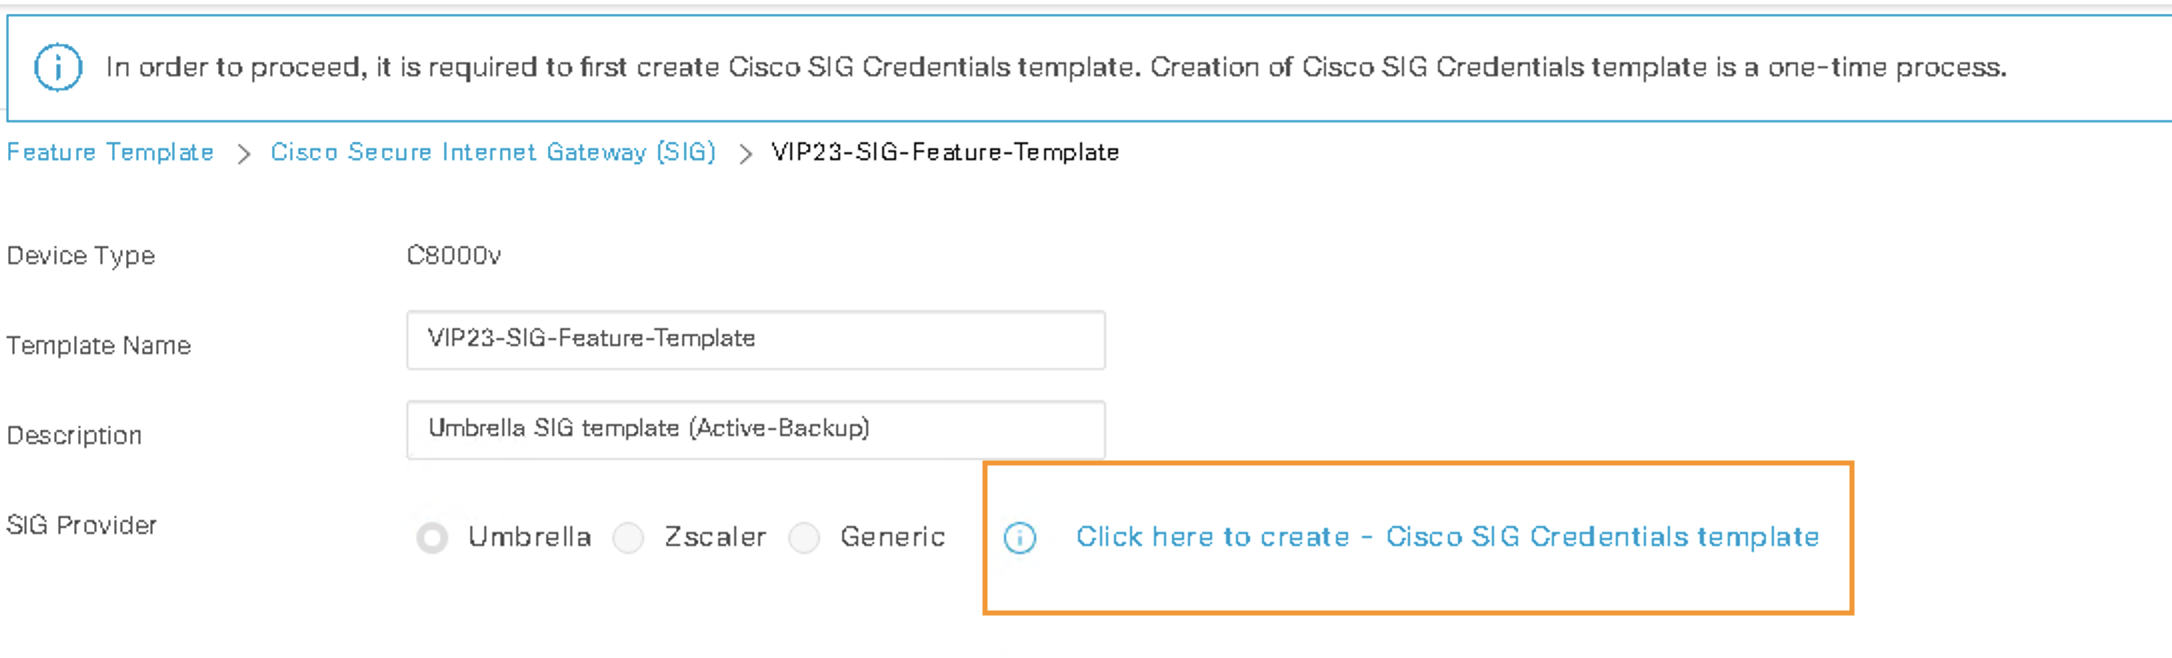 In order to proceed, it is required to first create Cisco SIG Credentials template. Creation of Cisco SIG Credentials template is a one-time process.
Feature Template > Cisco Secure Internet Gateway (SIG) > VIP23-SIG-Feature-Template
Device Type C8000v
Template Name VIP23-SIG-Feature-Template
Description Umbrella SIG template (Active-Backup)
SIG Provider Umbrella Zscaler Generic Click here to create - Cisco SIG Credentials template